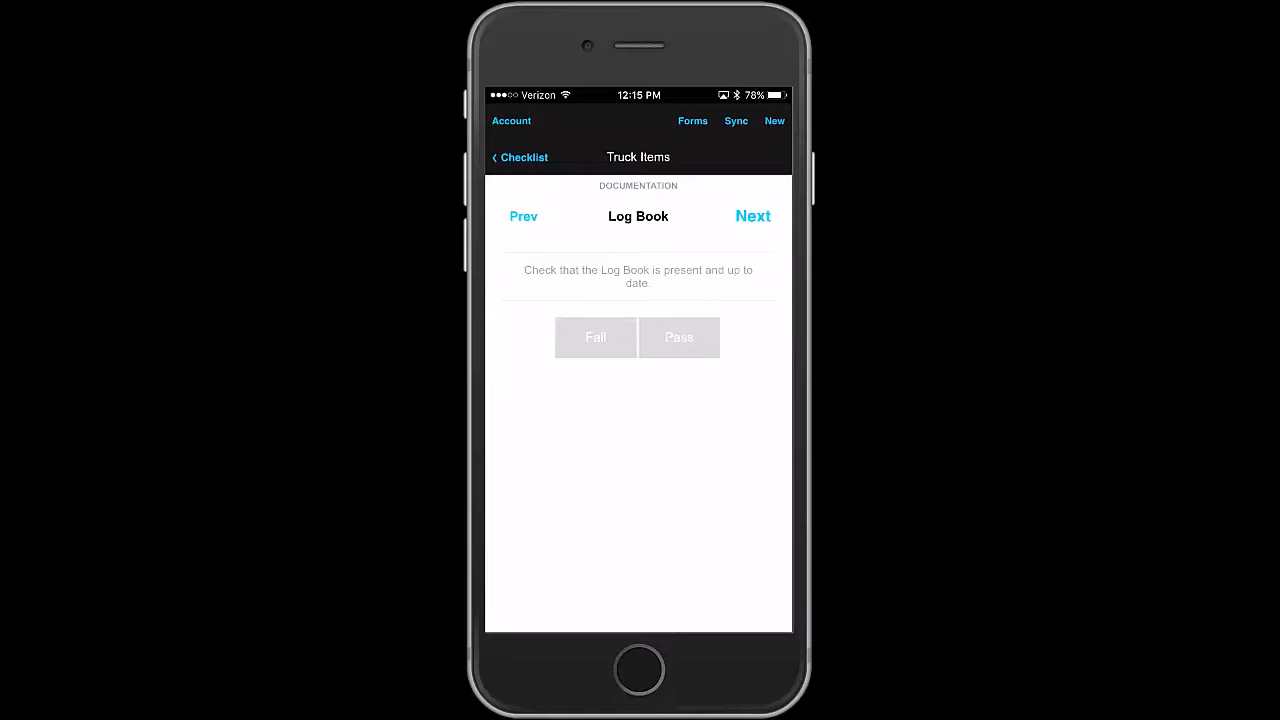 Verizon 12:15 PM 78%
Account Forms Sync New
Checklist Truck Items
DOCUMENTATION
Prev Log Book Next
Check that the Log Book is present and up to
date.
Fail Pass